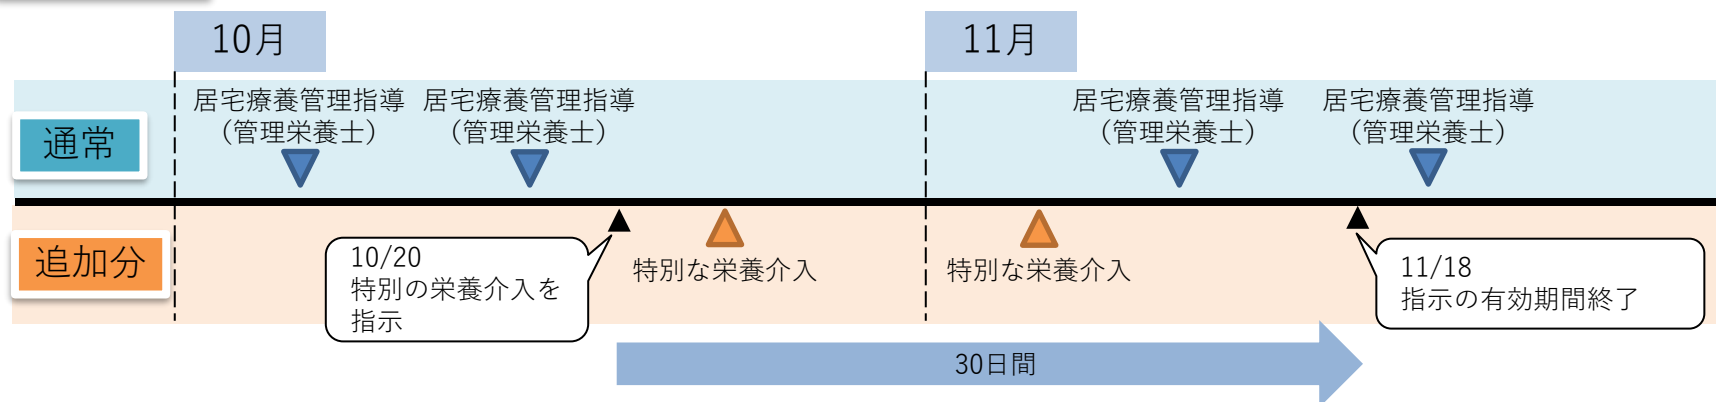 10月
11月
通常
居宅療養管理指導
(管理栄養士)
居宅療養管理指導
(管理栄養士)
居宅療養管理指導
(管理栄養士)
居宅療養管理指導
(管理栄養士)
追加分
10/20
特別の栄養介入を
指示
特別な栄養介入
特別な栄養介入
11/18
指示の有効期間終了
30日間